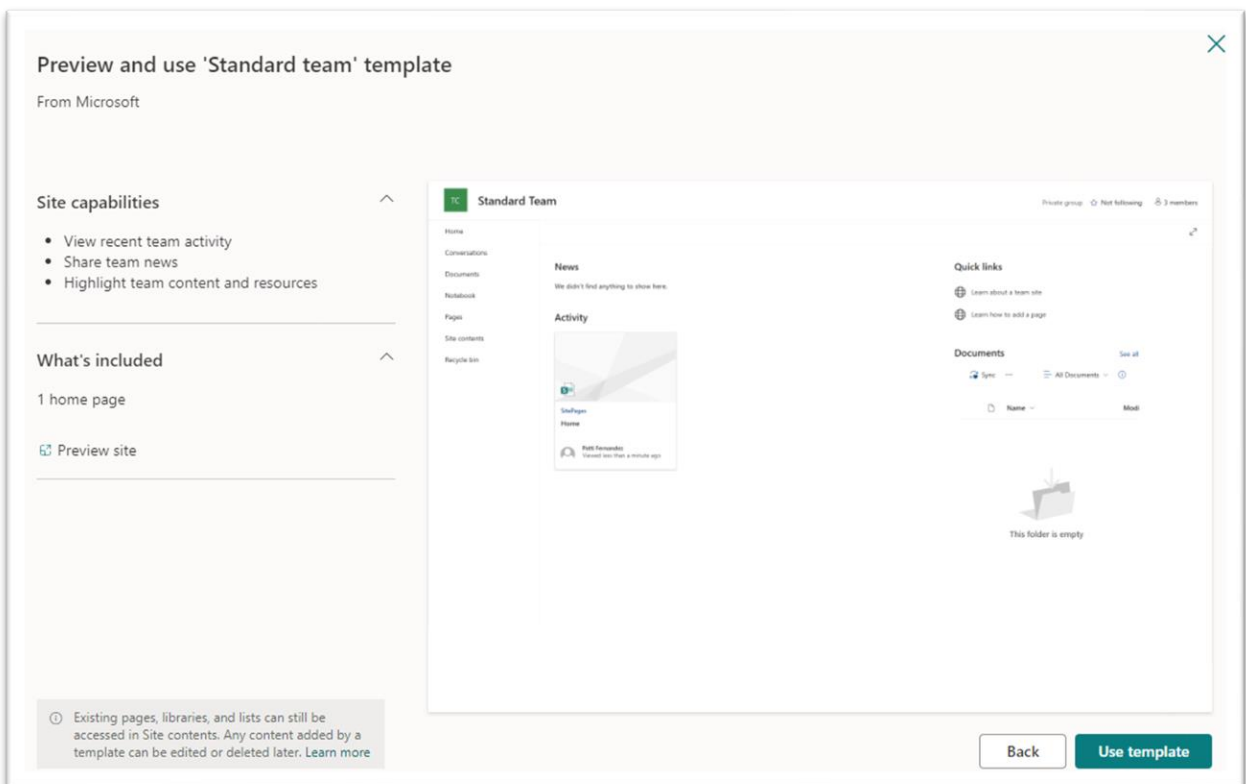 Preview and use 'Standard team' template
From Microsoft
Site capabilities
View recent team activity
Share team news
Highlight team content and resources
What's included
1 home page
Preview site
Existing pages, libraries, and lists can still be
accessed in Site contents. Any content added by a
template can be edited or deleted later. Learn more
TC Standard Team
Private group Not following 3 members
Home
Conversations
Documents
Notebook
Pages
Site contents
Recycle bin
News
We didn't find anything to show here.
Activity
SitePages
Home
Patti Fernandez
Viewed less than a minute ago
Quick links
Learn about a team site
Learn how to add a page
Documents See all
Sync ··· All Documents
Name Modi
This folder is empty
Back Use template